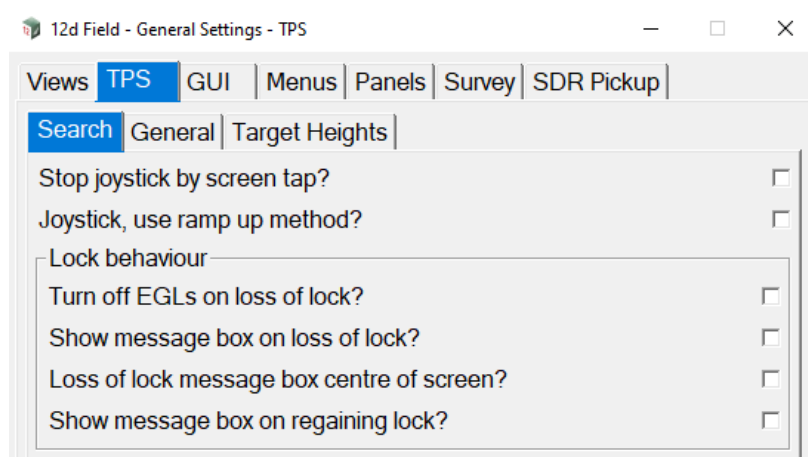 12d Field - General Settings - TPS
Views TPS GUI Menus Panels Survey SDR Pickup
Search General Target Heights
Stop joystick by screen tap?
Joystick, use ramp up method?
Lock behaviour
Turn off EGLs on loss of lock?
Show message box on loss of lock?
Loss of lock message box centre of screen?
Show message box on regaining lock?